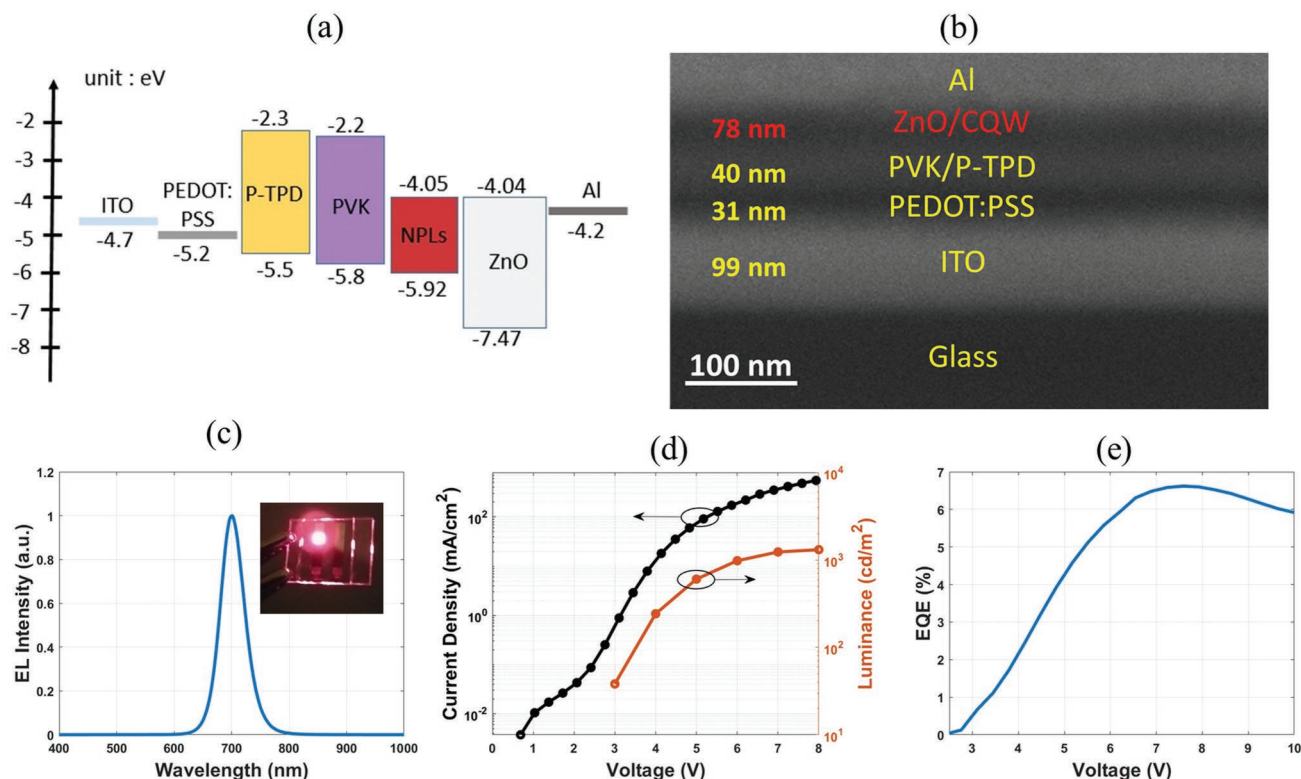 (a)
unit : eV
-2
-3
-4
-5
-6
-7
-8
ITO
-4.7
PEDOT:
PSS
-5.2
-2.3
P-TPD
-5.5
-2.2
PVK
-5.8
-4.05
NPLs
-5.92
-4.04
ZnO
-7.47
Al
-4.2
(b)
Al
78 nm ZnO/CQW
40 nm PVK/P-TPD
31 nm PEDOT:PSS
99 nm ITO
Glass
100 nm
(c)
EL Intensity (a.u.)
1.2
1
0.8
0.6
0.4
0.2
0
400 500 600 700 800 900 1000
Wavelength (nm)
(d)
Current Density (mA/cm²)
10²
10⁰
10⁻²
0 1 2 3 4 5 6 7 8
Voltage (V)
10⁴
10³
10²
10¹
Luminance (cd/m²)
(e)
EQE (%)
7
6
5
4
3
2
1
0
3 4 5 6 7 8 9 10
Voltage (V)